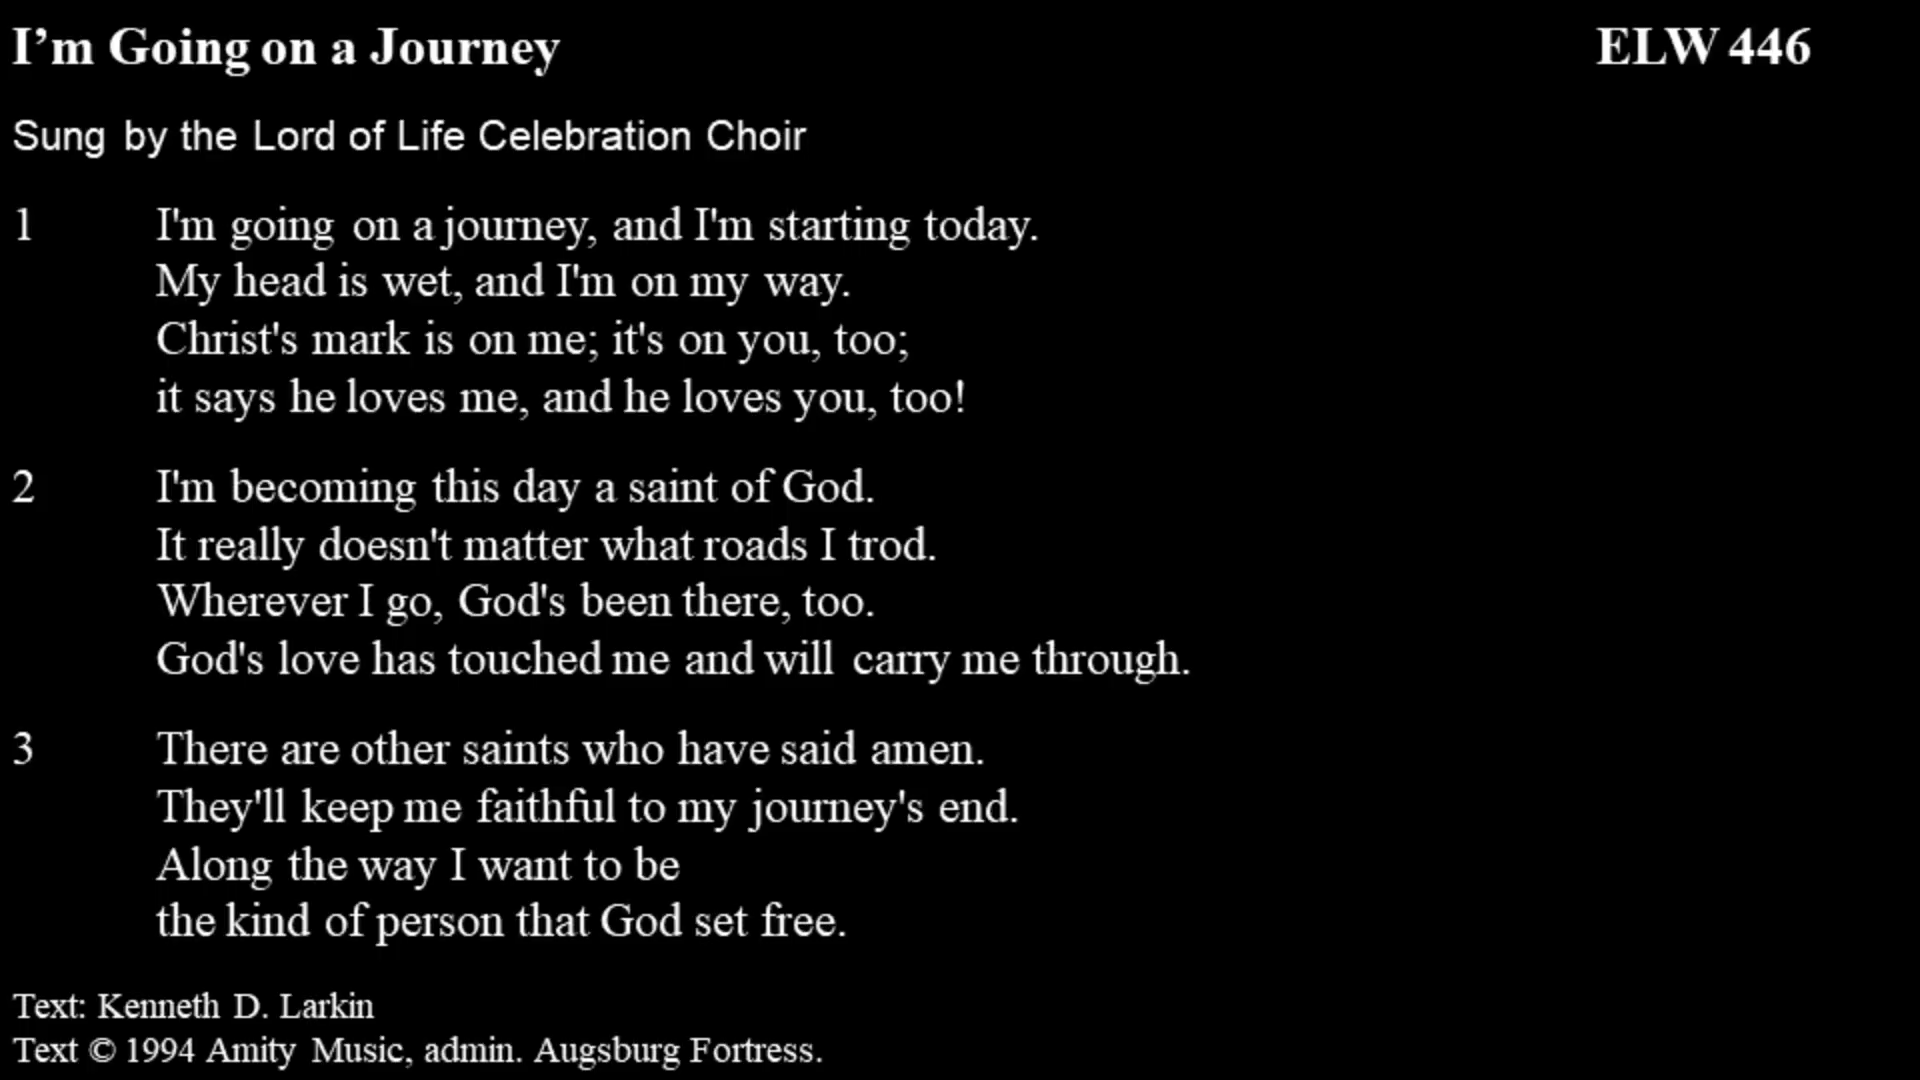 I’m Going on a Journey ELW 446
Sung by the Lord of Life Celebration Choir
1 I'm going on a journey, and I'm starting today.
My head is wet, and I'm on my way.
Christ's mark is on me; it's on you, too;
it says he loves me, and he loves you, too!
2 I'm becoming this day a saint of God.
It really doesn't matter what roads I trod.
Wherever I go, God's been there, too.
God's love has touched me and will carry me through.
3 There are other saints who have said amen.
They'll keep me faithful to my journey's end.
Along the way I want to be
the kind of person that God set free.
Text: Kenneth D. Larkin
Text © 1994 Amity Music, admin. Augsburg Fortress.